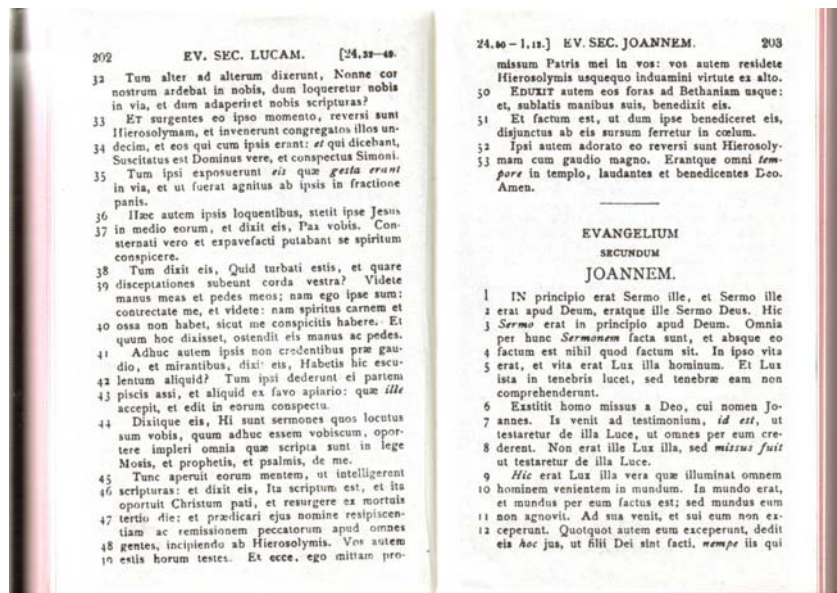 202 EV. SEC. LUCAM. [24,32—49.
32 Tum alter ad alterum dixerunt, Nonne cor
nostrum ardebat in nobis, dum loqueretur nobis
in via, et dum adaperiret nobis scripturas?
33 ET surgentes eo ipso momento, reversi sunt
Hierosolymam, et invenerunt congregatos illos un-
34 decim, et eos qui cum ipsis erant: et qui dicebant,
Suscitatus est Dominus vere, et conspectus Simoni.
35 Tum ipsi exposuerunt eis quæ gesta erant
in via, et ut fuerat agnitus ab ipsis in fractione
panis.
36 Hæc autem ipsis loquentibus, stetit ipse Jesus
37 in medio eorum, et dixit eis, Pax vobis. Con-
sternati vero et expavefacti putabant se spiritum
conspicere.
38 Tum dixit eis, Quid turbati estis, et quare
39 disceptationes subeunt corda vestra? Videte
manus meas et pedes meos; nam ego ipse sum:
contrectate me, et videte: nam spiritus carnem et
40 ossa non habet, sicut me conspicitis habere. Et
quum hoc dixisset, ostendit eis manus ac pedes.
41 Adhuc autem ipsis non credentibus præ gau-
dio, et mirantibus, dixit eis, Habetis hic escu-
42 lentum aliquid? Tum ipsi dederunt ei partem
43 piscis assi, et aliquid ex favo apiario: quæ ille
accepit, et edit in eorum conspectu.
44 Dixitque eis, Hi sunt sermones quos locutus
sum vobis, quum adhuc essem vobiscum, opor-
tere impleri omnia quæ scripta sunt in lege
Mosis, et prophetis, et psalmis, de me.
45 Tunc aperuit eorum mentem, ut intelligerent
46 scripturas: et dixit eis, Ita scriptum est, et ita
oportuit Christum pati, et resurgere ex mortuis
47 tertio die: et prædicari ejus nomine resipiscen-
tiam ac remissionem peccatorum apud omnes
48 gentes, incipiendo ab Hierosolymis. Vos autem
49 estis horum testes. Et ecce, ego mittam pro-
24,50 – 1,12.] EV. SEC. JOANNEM. 203
missum Patris mei in vos: vos autem residete
Hierosolymis usquequo induamini virtute ex alto.
50 EDUXIT autem eos foras ad Bethaniam usque:
et, sublatis manibus suis, benedixit eis.
51 Et factum est, ut dum ipse benediceret eis,
disjunctus ab eis sursum ferretur in cœlum.
52 Ipsi autem adorato eo reversi sunt Hierosoly-
53 mam cum gaudio magno. Erantque omni tem-
pore in templo, laudantes et benedicentes Deo.
Amen.
EVANGELIUM
SECUNDUM
JOANNEM.
1 IN principio erat Sermo ille, et Sermo ille
2 erat apud Deum, eratque ille Sermo Deus. Hic
3 Sermo erat in principio apud Deum. Omnia
per hunc Sermonem facta sunt, et absque eo
4 factum est nihil quod factum sit. In ipso vita
5 erat, et vita erat Lux illa hominum. Et Lux
ista in tenebris lucet, sed tenebræ eam non
comprehenderunt.
6 Exstitit homo missus a Deo, cui nomen Jo-
7 annes. Is venit ad testimonium, id est, ut
testaretur de illa Luce, ut omnes per eum cre-
8 derent. Non erat ille Lux illa, sed missus fuit
ut testaretur de illa Luce.
9 Hic erat Lux illa vera quæ illuminat omnem
10 hominem venientem in mundum. In mundo erat,
et mundus per eum factus est; sed mundus eum
11 non agnovit. Ad sua venit, et sui eum non ex-
12 ceperunt. Quotquot autem eum exceperunt, dedit
eis hoc jus, ut filii Dei sint facti, nempe iis qui